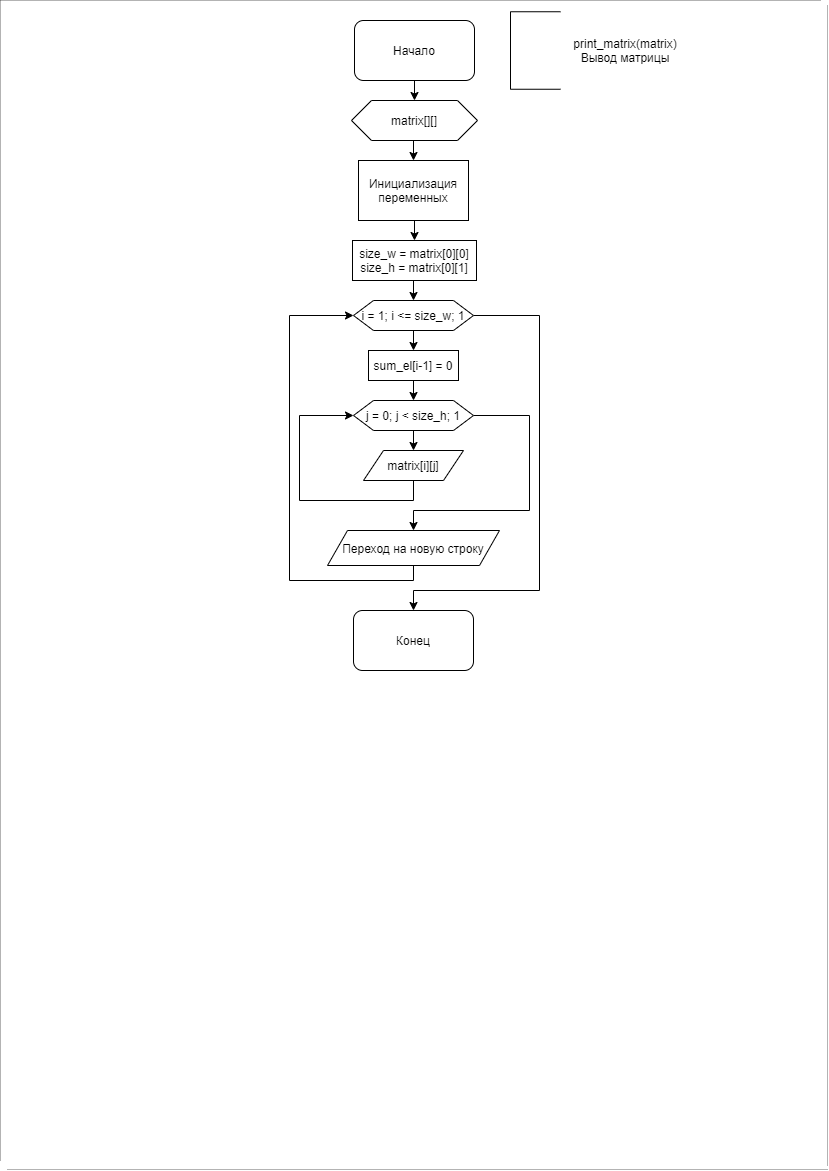 Начало
print_matrix(matrix)
Вывод матрицы
matrix[][]
Инициализация
переменных
size_w = matrix[0][0]
size_h = matrix[0][1]
i = 1; i <= size_w; 1
sum_el[i-1] = 0
j = 0; j < size_h; 1
matrix[i][j]
Переход на новую строку
Конец